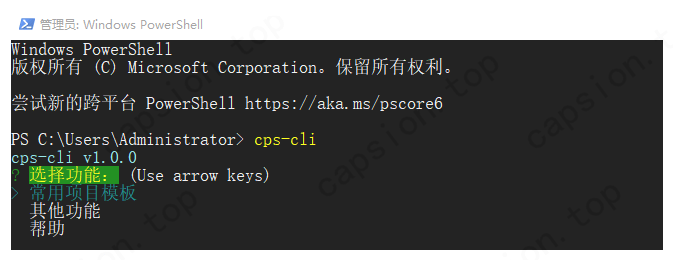 管理员: Windows PowerShell
Windows PowerShell
版权所有 (C) Microsoft Corporation。保留所有权利。
尝试新的跨平台 PowerShell https://aka.ms/pscore6
PS C:\Users\Administrator> cps-cli
cps-cli v1.0.0
? 选择功能: (Use arrow keys)
> 常用项目模板
其他功能
帮助
capsion.top
capsion.top
capsion.top
capsion.top